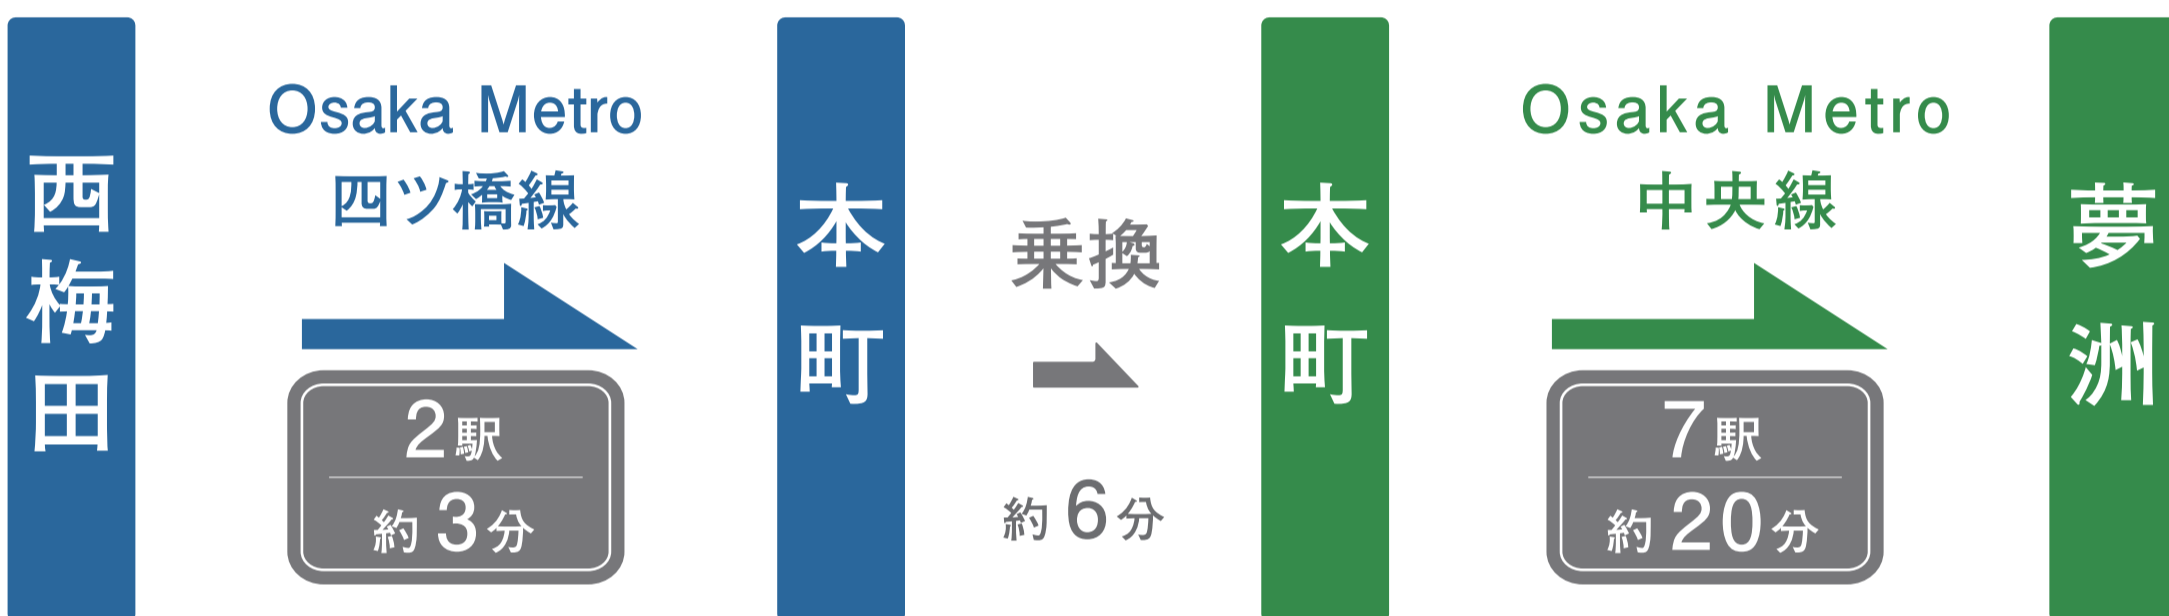 西梅田
Osaka Metro
四ツ橋線
2駅
約3分
本町
乗換
約6分
本町
Osaka Metro
中央線
7駅
約20分
夢洲